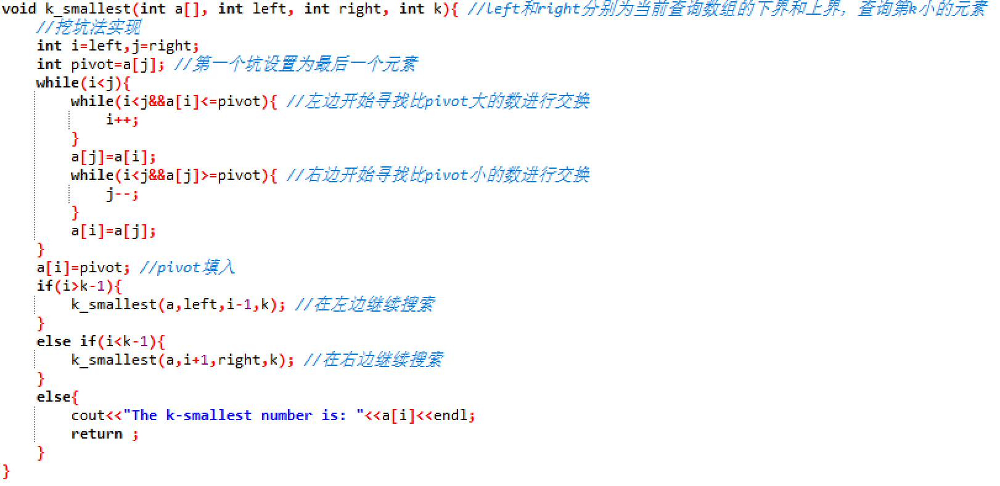 void k_smallest(int a[], int left, int right, int k){ //left和right分别为当前查询数组的下界和上界，查询第k小的元素
    //挖坑法实现
    int i=left,j=right;
    int pivot=a[j]; //第一个坑设置为最后一个元素
    while(i<j){
        while(i<j&&a[i]<=pivot){ //左边开始寻找比pivot大的数进行交换
            i++;
        }
        a[j]=a[i];
        while(i<j&&a[j]>=pivot){ //右边开始寻找比pivot小的数进行交换
            j--;
        }
        a[i]=a[j];
    }
    a[i]=pivot; //pivot填入
    if(i>k-1){
        k_smallest(a,left,i-1,k); //在左边继续搜索
    }
    else if(i<k-1){
        k_smallest(a,i+1,right,k); //在右边继续搜索
    }
    else{
        cout<<"The k-smallest number is: "<<a[i]<<endl;
        return ;
    }
}